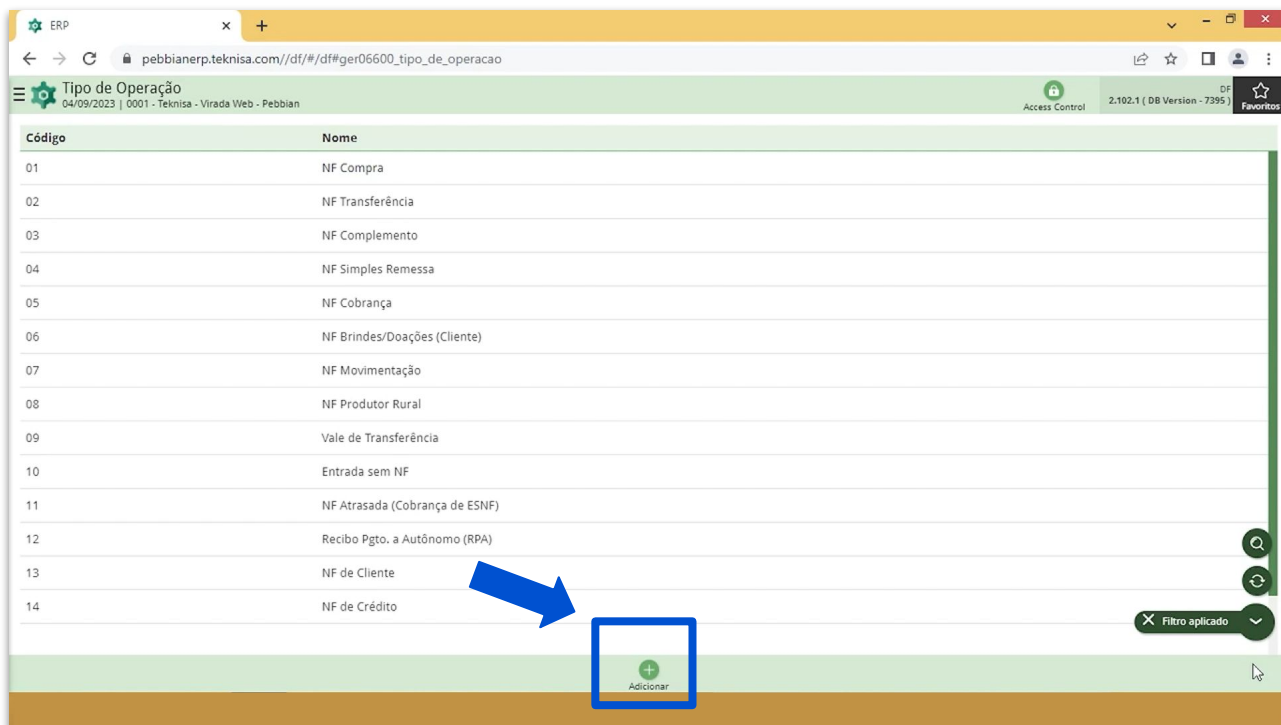 ERP
pebbianerp.teknisa.com//df/#/df#ger06600_tipo_de_operacao
Tipo de Operação
04/09/2023 | 0001 - Teknisa - Virada Web - Pebbian
Access Control
DF
2.102.1 ( DB Version - 7395 )
Favoritos
Código Nome
01 NF Compra
02 NF Transferência
03 NF Complemento
04 NF Simples Remessa
05 NF Cobrança
06 NF Brindes/Doações (Cliente)
07 NF Movimentação
08 NF Produtor Rural
09 Vale de Transferência
10 Entrada sem NF
11 NF Atrasada (Cobrança de ESNF)
12 Recibo Pgto. a Autônomo (RPA)
13 NF de Cliente
14 NF de Crédito
Filtro aplicado
Adicionar